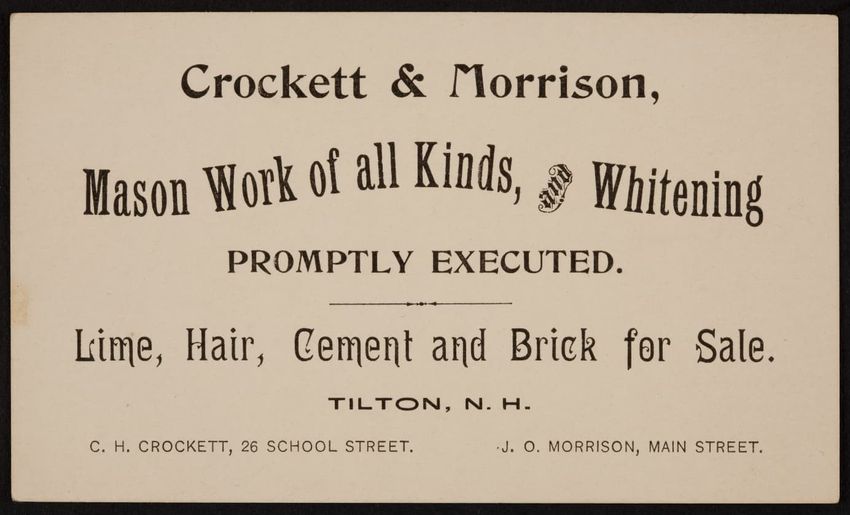 Crockett & Morrison,
Mason Work of all Kinds, and Whitening
PROMPTLY EXECUTED.
Lime, Hair, Cement and Brick for Sale.
TILTON, N. H.
C. H. CROCKETT, 26 SCHOOL STREET. J. O. MORRISON, MAIN STREET.